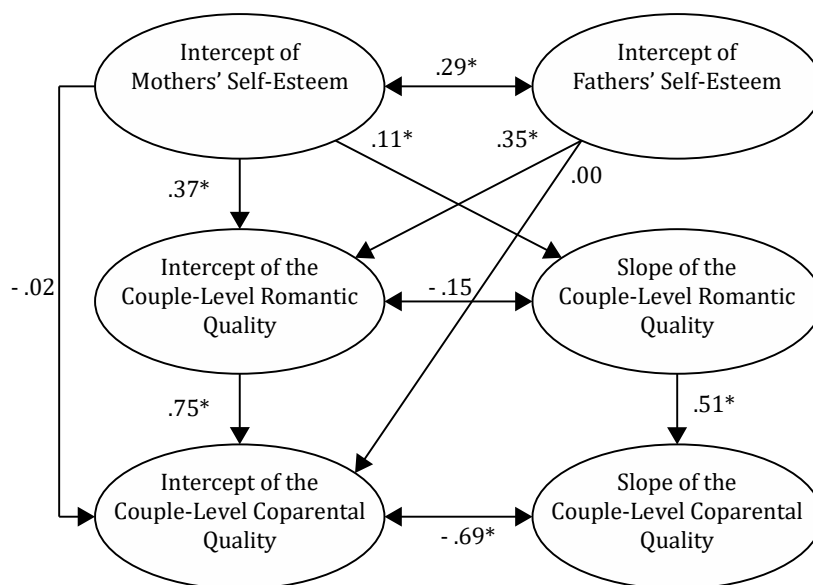 Intercept of
Mothers’ Self-Esteem
.29*
Intercept of
Fathers’ Self-Esteem
.11*
.35*
.00
.37*
- .02
Intercept of the
Couple-Level Romantic
Quality
- .15
Slope of the
Couple-Level Romantic
Quality
.75*
.51*
Intercept of the
Couple-Level Coparental
Quality
- .69*
Slope of the
Couple-Level Coparental
Quality